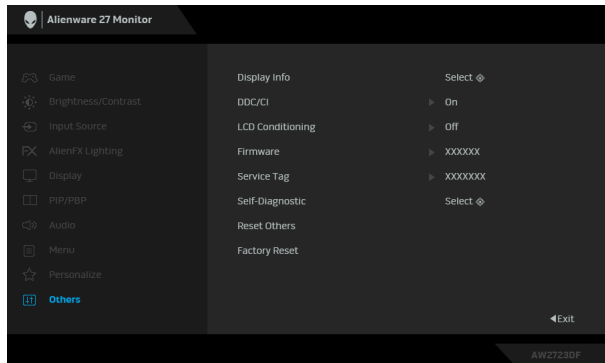 Alienware 27 Monitor
Game
Brightness/Contrast
Input Source
AlienFX Lighting
Display
PIP/PBP
Audio
Menu
Personalize
Others
Display Info Select
DDC/CI On
LCD Conditioning Off
Firmware XXXXXX
Service Tag XXXXXXX
Self-Diagnostic Select
Reset Others
Factory Reset
Exit
AW2723DF